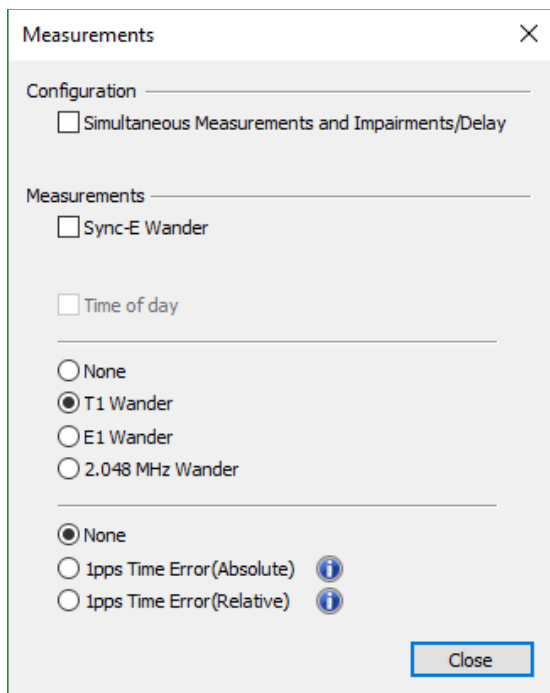 Measurements
Configuration
Simultaneous Measurements and Impairments/Delay
Measurements
Sync-E Wander
Time of day
None
T1 Wander
E1 Wander
2.048 MHz Wander
None
1pps Time Error(Absolute)
1pps Time Error(Relative)
Close